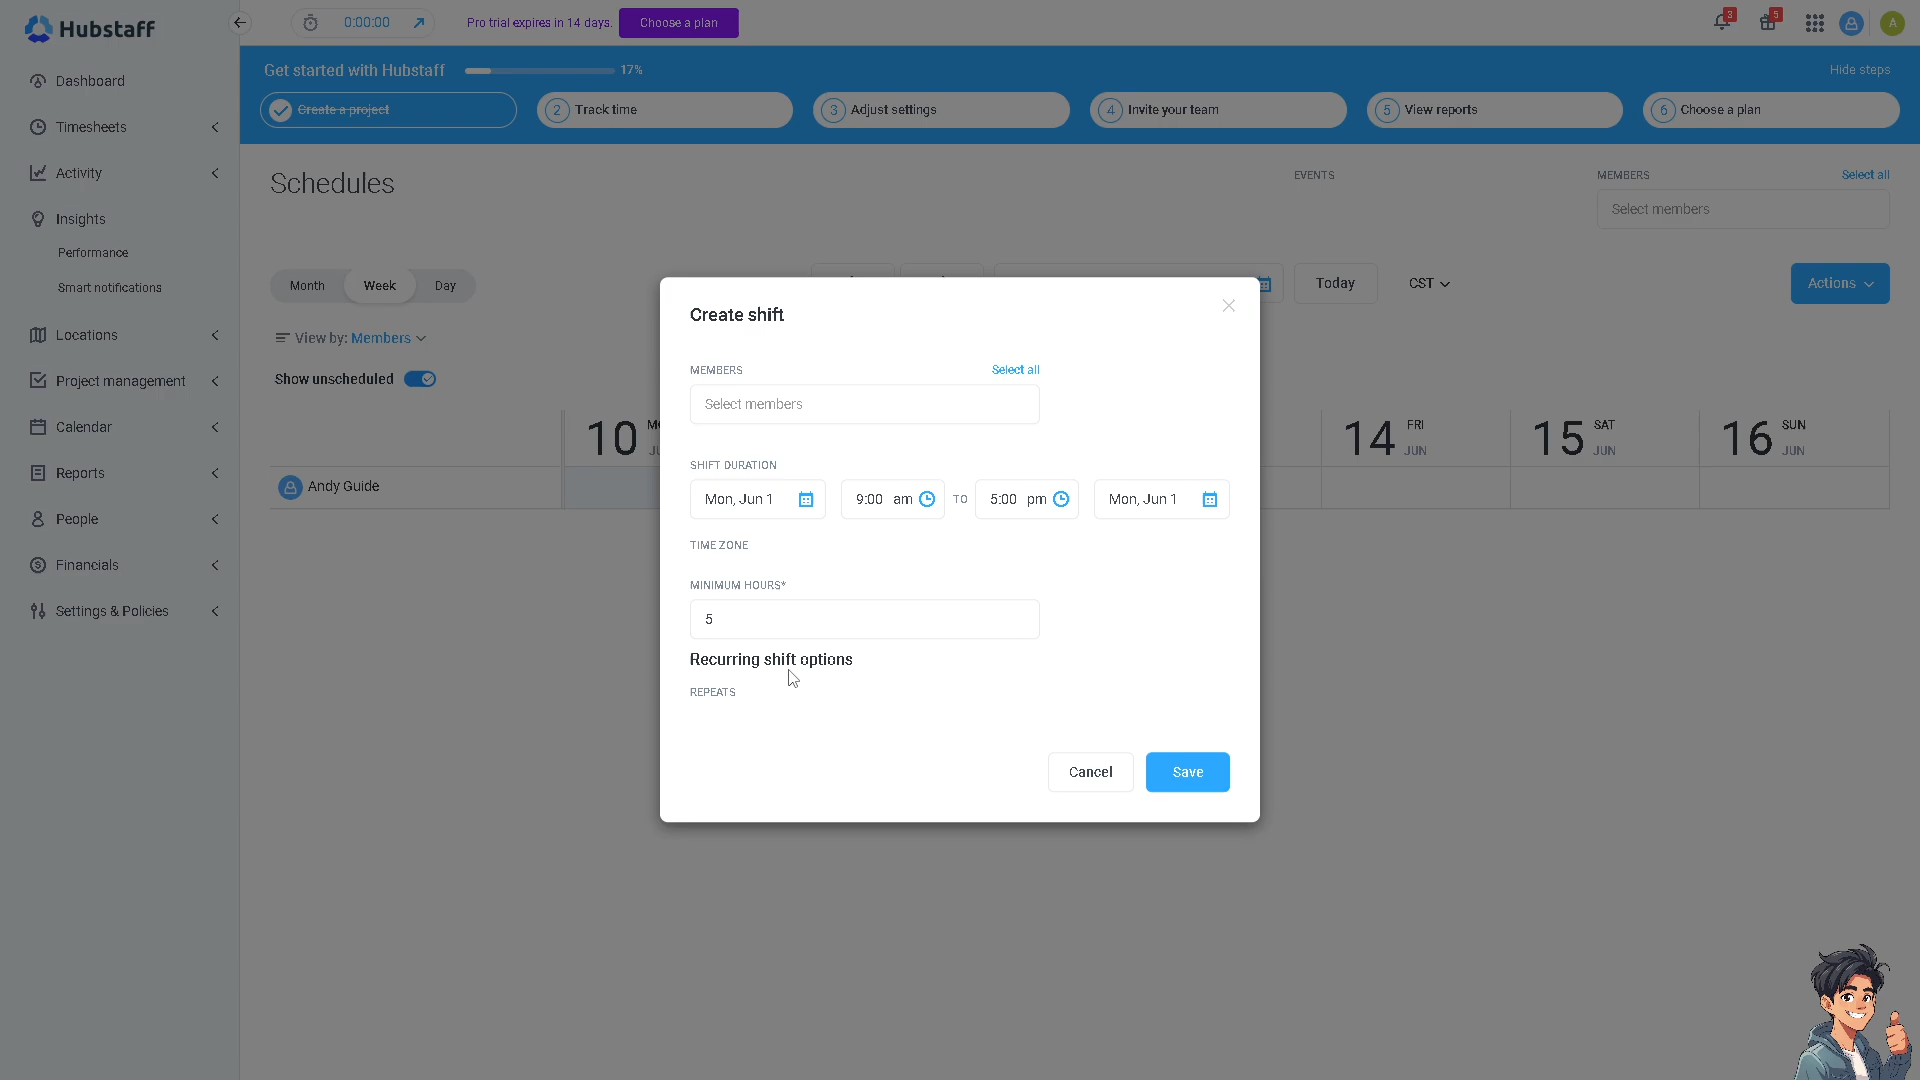 Hubstaff
0:00:00
Pro trial expires in 14 days.
Choose a plan
3
5
A
Get started with Hubstaff
17%
Hide steps
Create a project
2 Track time
3 Adjust settings
4 Invite your team
5 View reports
6 Choose a plan
Dashboard
Timesheets
Activity
Insights
Performance
Smart notifications
Locations
Project management
Calendar
Reports
People
Financials
Settings & Policies
Schedules
EVENTS
MEMBERS
Select all
Select members
Month
Week
Day
Today
CST
Actions
View by: Members
Show unscheduled
10
14 FRI JUN
15 SAT JUN
16 SUN JUN
Andy Guide
Create shift
MEMBERS
Select all
Select members
SHIFT DURATION
Mon, Jun 1
9:00 am
TO
5:00 pm
Mon, Jun 1
TIME ZONE
MINIMUM HOURS*
5
Recurring shift options
REPEATS
Cancel
Save